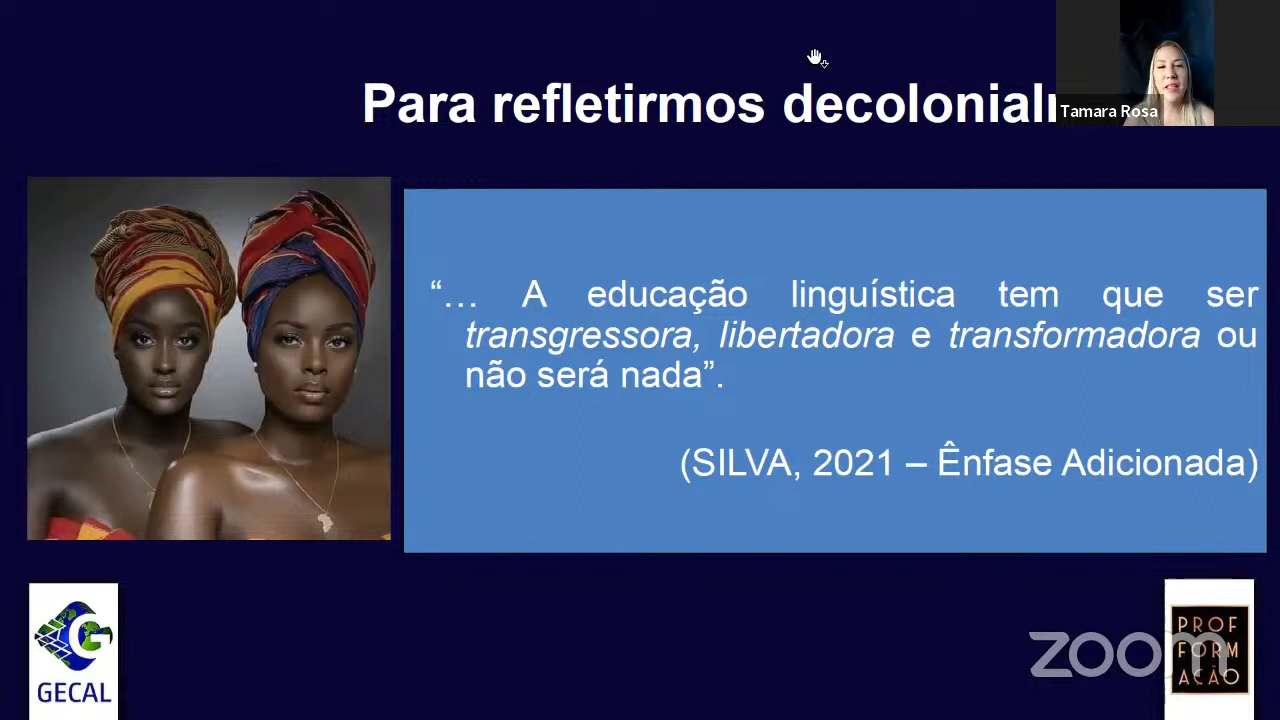 Para refletirmos decolonial
Tamara Rosa
“… A educação linguística tem que ser
transgressora, libertadora e transformadora ou
não será nada”.
(SILVA, 2021 – Ênfase Adicionada)
GECAL
zoom
PROF
FORM
AÇÃO